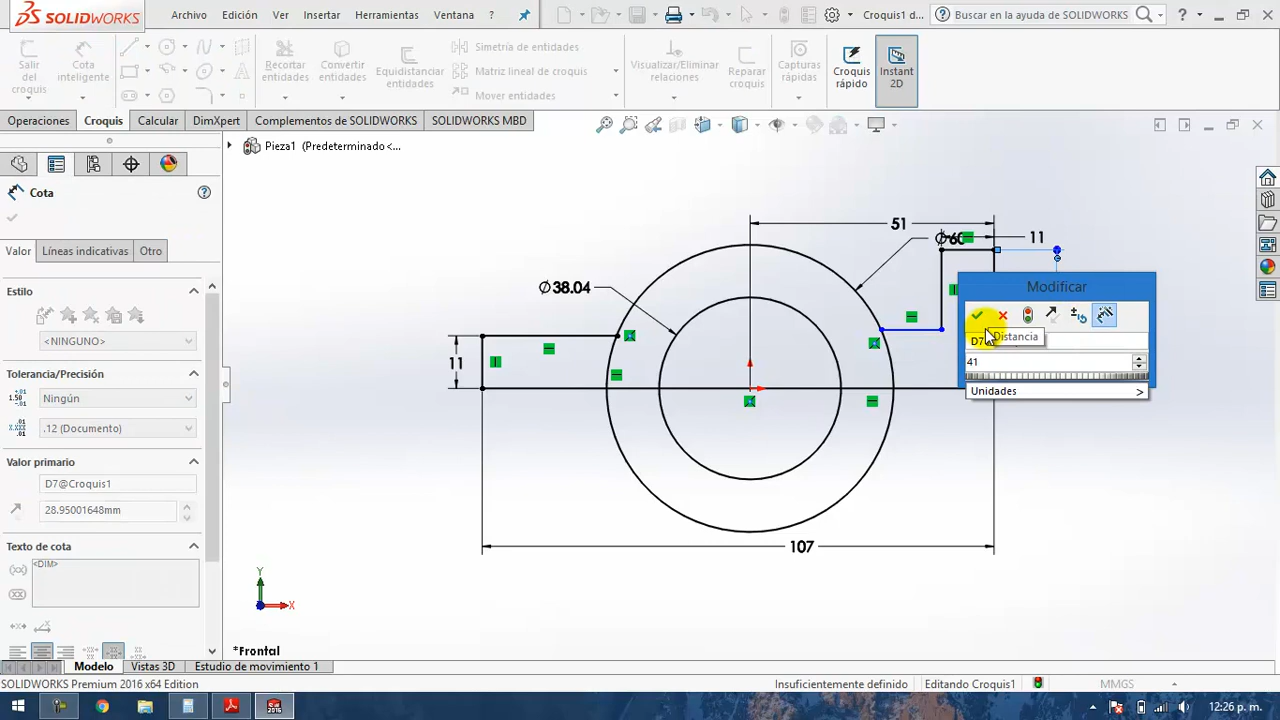 SOLIDWORKS
Archivo Edición Ver Insertar Herramientas Ventana ? Croquis1 d... Buscar en la ayuda de SOLIDWORKS ?
Salir del croquis
Cota inteligente
Recortar entidades
Convertir entidades
Equidistanciar entidades
Simetría de entidades
Matriz lineal de croquis
Mover entidades
Visualizar/Eliminar relaciones
Reparar croquis
Capturas rápidas
Croquis rápido
Instant 2D
Operaciones Croquis Calcular DimXpert Complementos de SOLIDWORKS SOLIDWORKS MBD
Pieza1 (Predeterminado<...
Cota
Valor Líneas indicativas Otro
Estilo
<NINGUNO>
Tolerancia/Precisión
Ningún
.12 (Documento)
Valor primario
D7@Croquis1
28.95001648mm
Texto de cota
<DIM>
51
Ø60
11
Ø38.04
11
107
Modificar
Distancia
D7
41
Unidades >
Y
X
*Frontal
Modelo Vistas 3D Estudio de movimiento 1
SOLIDWORKS Premium 2016 x64 Edition Insuficientemente definido Editando Croquis1 MMGS
12:26 p. m.